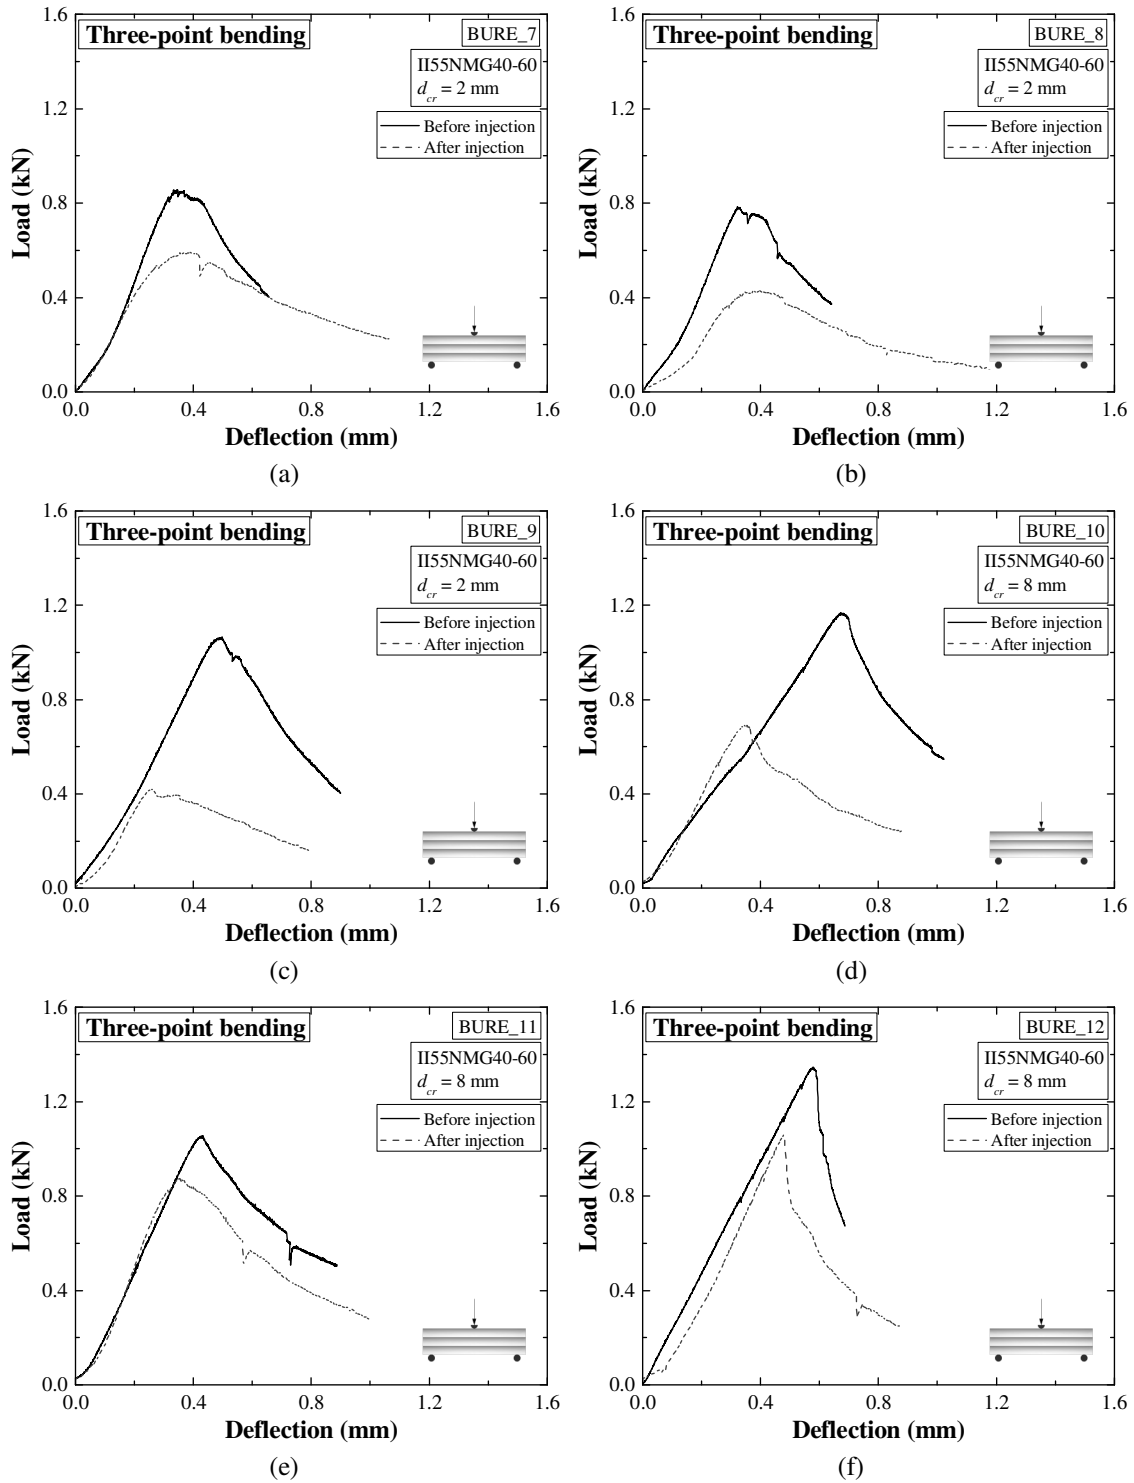 Three-point bending
BURE_7
II55NMG40-60
d_cr = 2 mm
Before injection
After injection
1.6
1.2
0.8
0.4
0.0
0.0 0.4 0.8 1.2 1.6
Load (kN)
Deflection (mm)
(a)
Three-point bending
BURE_8
II55NMG40-60
d_cr = 2 mm
Before injection
After injection
1.6
1.2
0.8
0.4
0.0
0.0 0.4 0.8 1.2 1.6
Load (kN)
Deflection (mm)
(b)
Three-point bending
BURE_9
II55NMG40-60
d_cr = 2 mm
Before injection
After injection
1.6
1.2
0.8
0.4
0.0
0.0 0.4 0.8 1.2 1.6
Load (kN)
Deflection (mm)
(c)
Three-point bending
BURE_10
II55NMG40-60
d_cr = 8 mm
Before injection
After injection
1.6
1.2
0.8
0.4
0.0
0.0 0.4 0.8 1.2 1.6
Load (kN)
Deflection (mm)
(d)
Three-point bending
BURE_11
II55NMG40-60
d_cr = 8 mm
Before injection
After injection
1.6
1.2
0.8
0.4
0.0
0.0 0.4 0.8 1.2 1.6
Load (kN)
Deflection (mm)
(e)
Three-point bending
BURE_12
II55NMG40-60
d_cr = 8 mm
Before injection
After injection
1.6
1.2
0.8
0.4
0.0
0.0 0.4 0.8 1.2 1.6
Load (kN)
Deflection (mm)
(f)